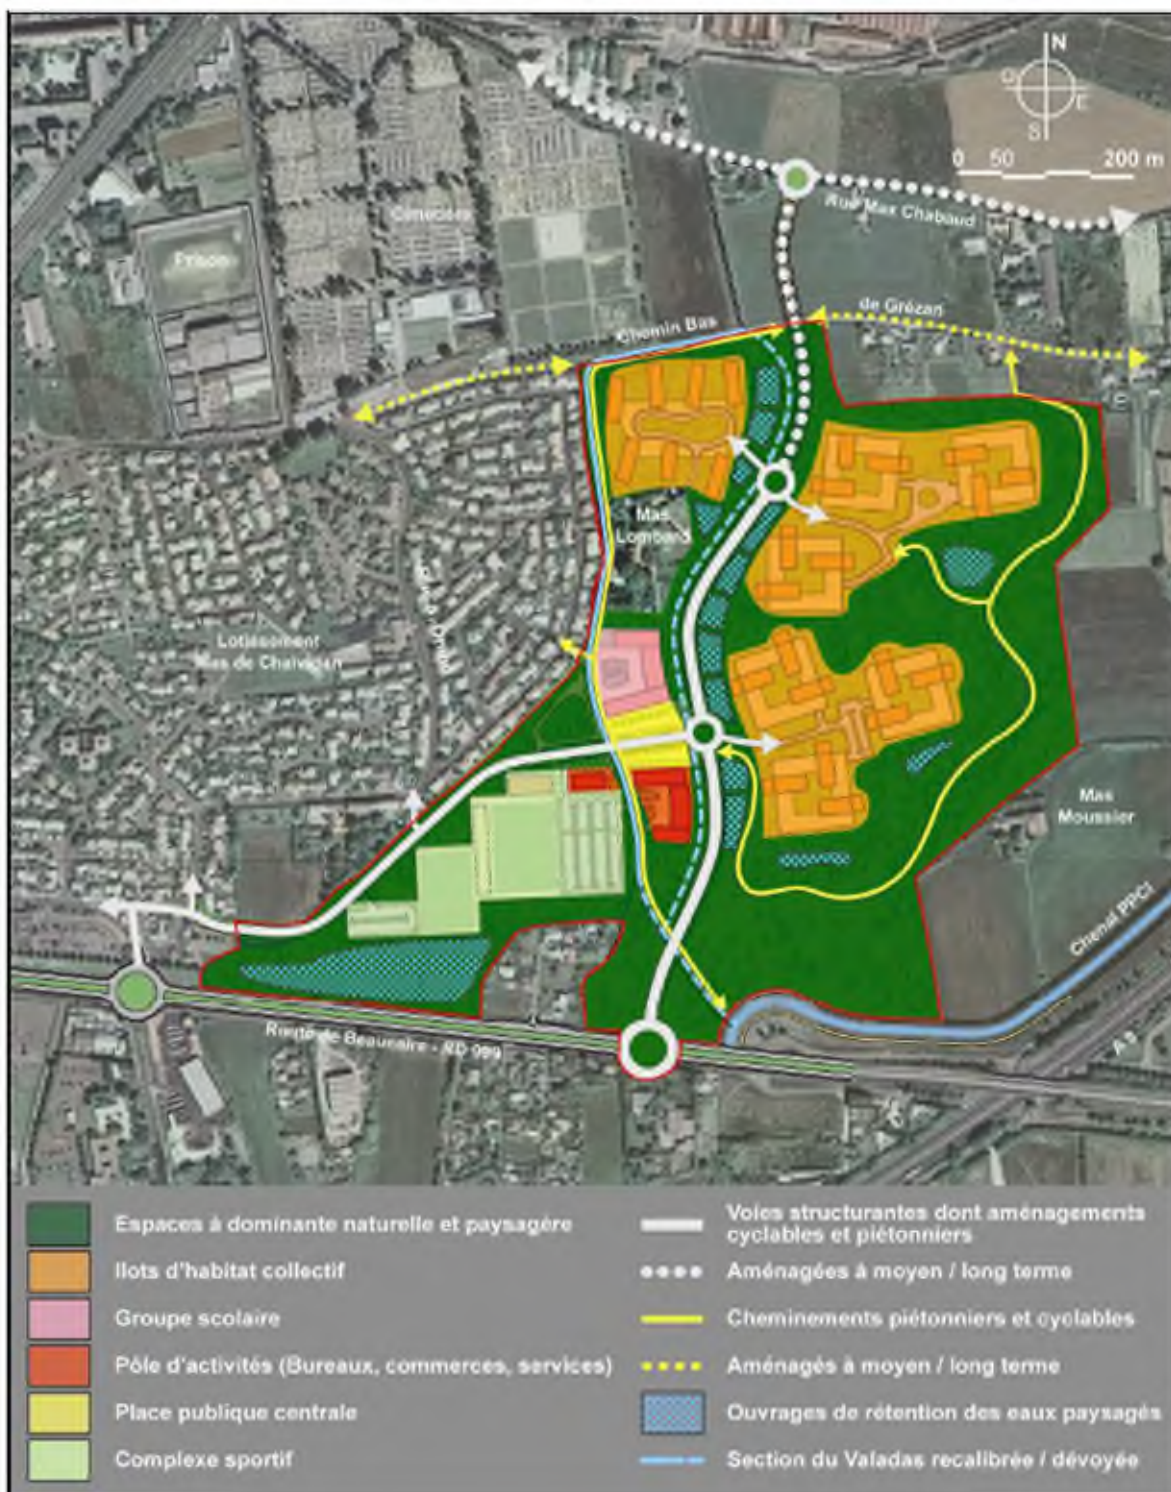 N
O
E
S
0 50 200 m
Cimetière
Rue Max Chabaud
Prison
de Grézan
Chemin Bas
Mas
Lombard
Lotissement
Mas de Chalvidan
Mas
Moussier
Chenal PPCI
Route de Beaucaire - RD 999
A 9
Espaces à dominante naturelle et paysagère
Ilots d'habitat collectif
Groupe scolaire
Pôle d'activités (Bureaux, commerces, services)
Place publique centrale
Complexe sportif
Voies structurantes dont aménagements
cyclables et piétonniers
Aménagées à moyen / long terme
Cheminements piétonniers et cyclables
Aménagés à moyen / long terme
Ouvrages de rétention des eaux paysagés
Section du Valadas recalibrée / dévoyée